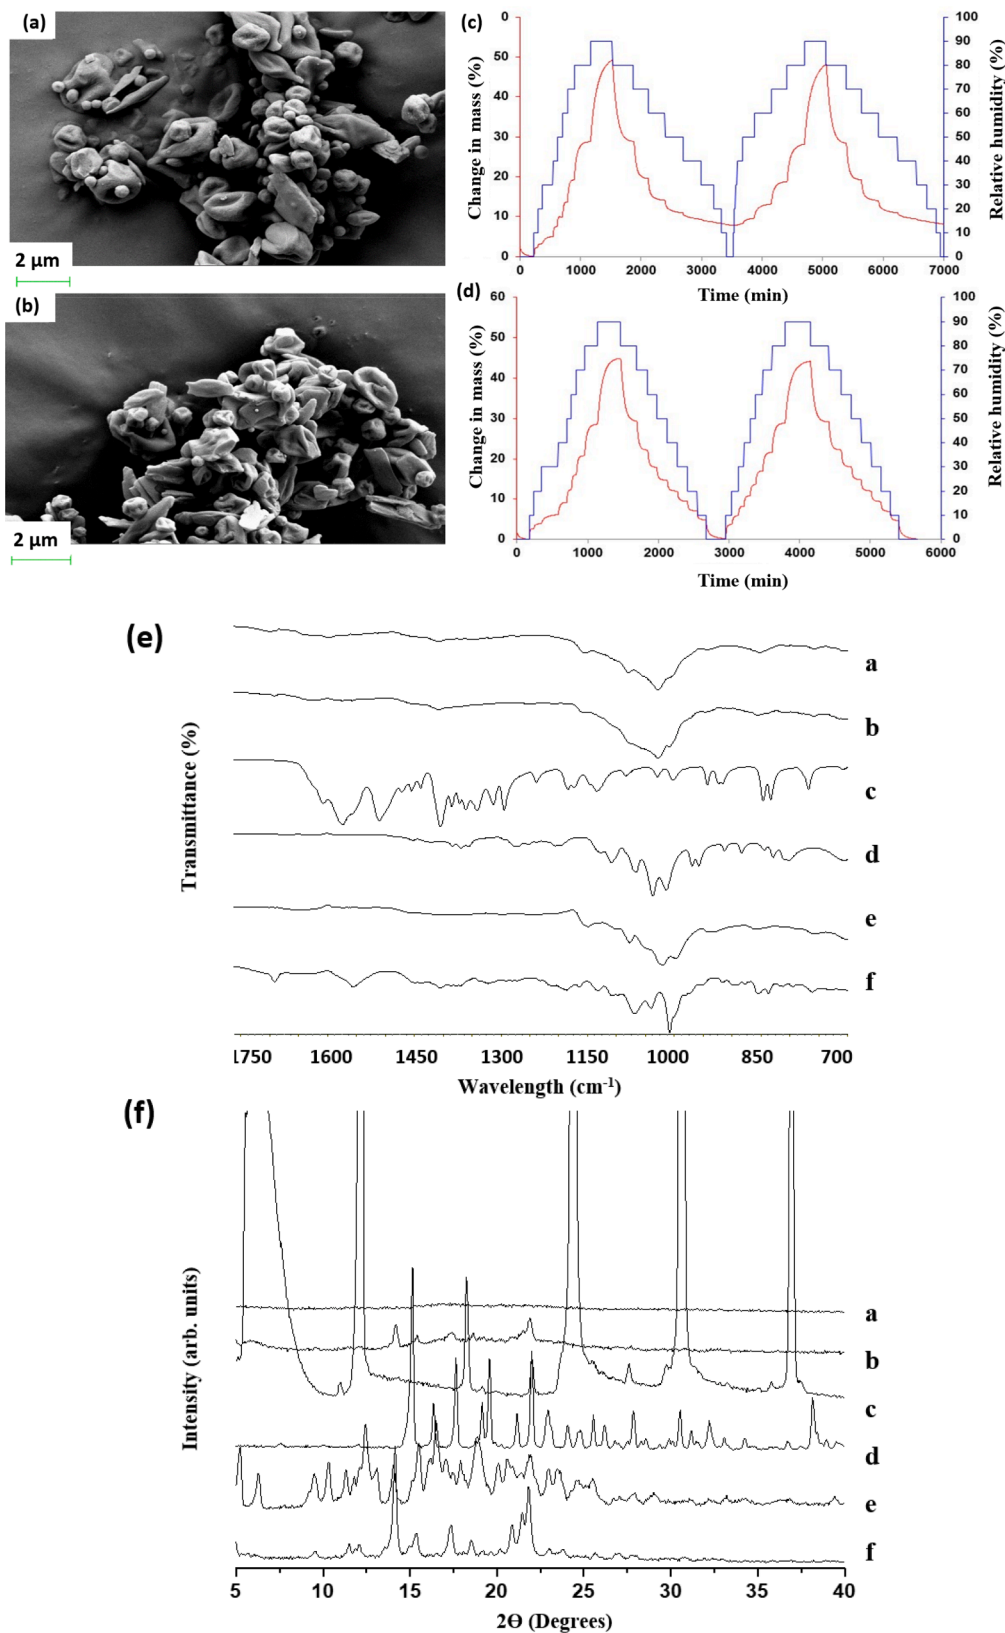 (a)
2 μm
(b)
2 μm
(c)
Change in mass (%)
0
50
40
30
20
10
0
0 1000 2000 3000 4000 5000 6000 7000
Time (min)
100
90
80
70
60
50
40
30
20
10
0
Relative humidity (%)
(d)
Change in mass (%)
60
50
40
30
20
10
0
0 1000 2000 3000 4000 5000 6000
Time (min)
100
90
80
70
60
50
40
30
20
10
0
Relative humidity (%)
(e)
Transmittance (%)
a
b
c
d
e
f
1750 1600 1450 1300 1150 1000 850 700
Wavelength (cm-1)
(f)
Intensity (arb. units)
a
b
c
d
e
f
5 10 15 20 25 30 35 40
2ϴ (Degrees)